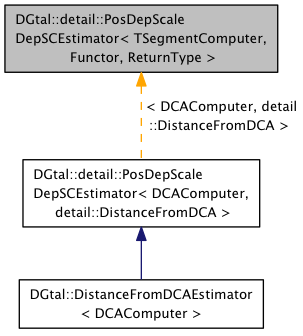 DGtal::detail::PosDepScale
DepSCEstimator< TSegmentComputer,
Functor, ReturnType >
< DCAComputer, detail
::DistanceFromDCA >
DGtal::detail::PosDepScale
DepSCEstimator< DCAComputer,
detail::DistanceFromDCA >
DGtal::DistanceFromDCAEstimator
< DCAComputer >